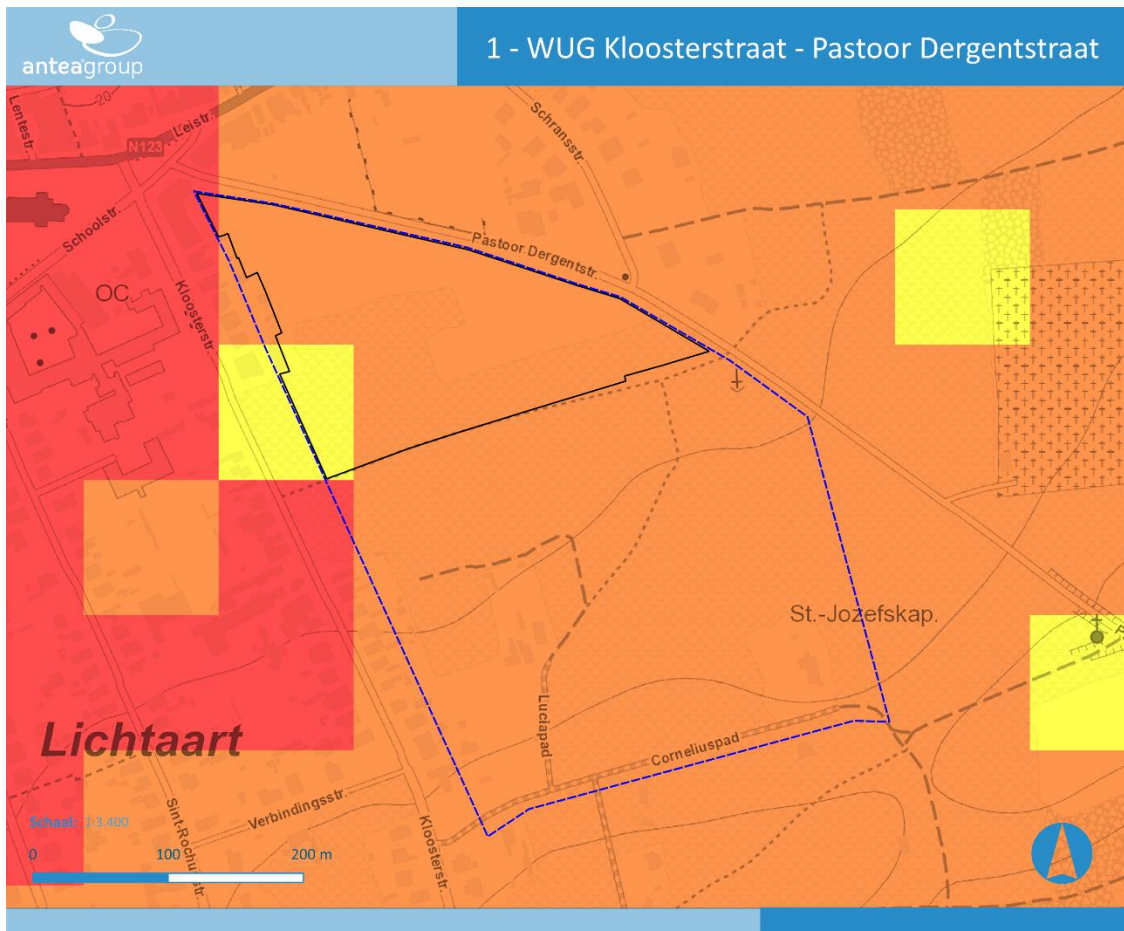 anteagroup
1 - WUG Kloosterstraat - Pastoor Dergentstraat
Lentestr.
20
Leistr.
N123
Schransstr.
Schoolstr.
Pastoor Dergentstr.
OC
Kloosterstr.
St.-Jozefskap.
Luciapad
Corneliuspad
Lichtaart
Verbindingsstr.
Schaal: 1:3.400
Sint-Rochusstr.
Kloosterstr.
0 100 200 m